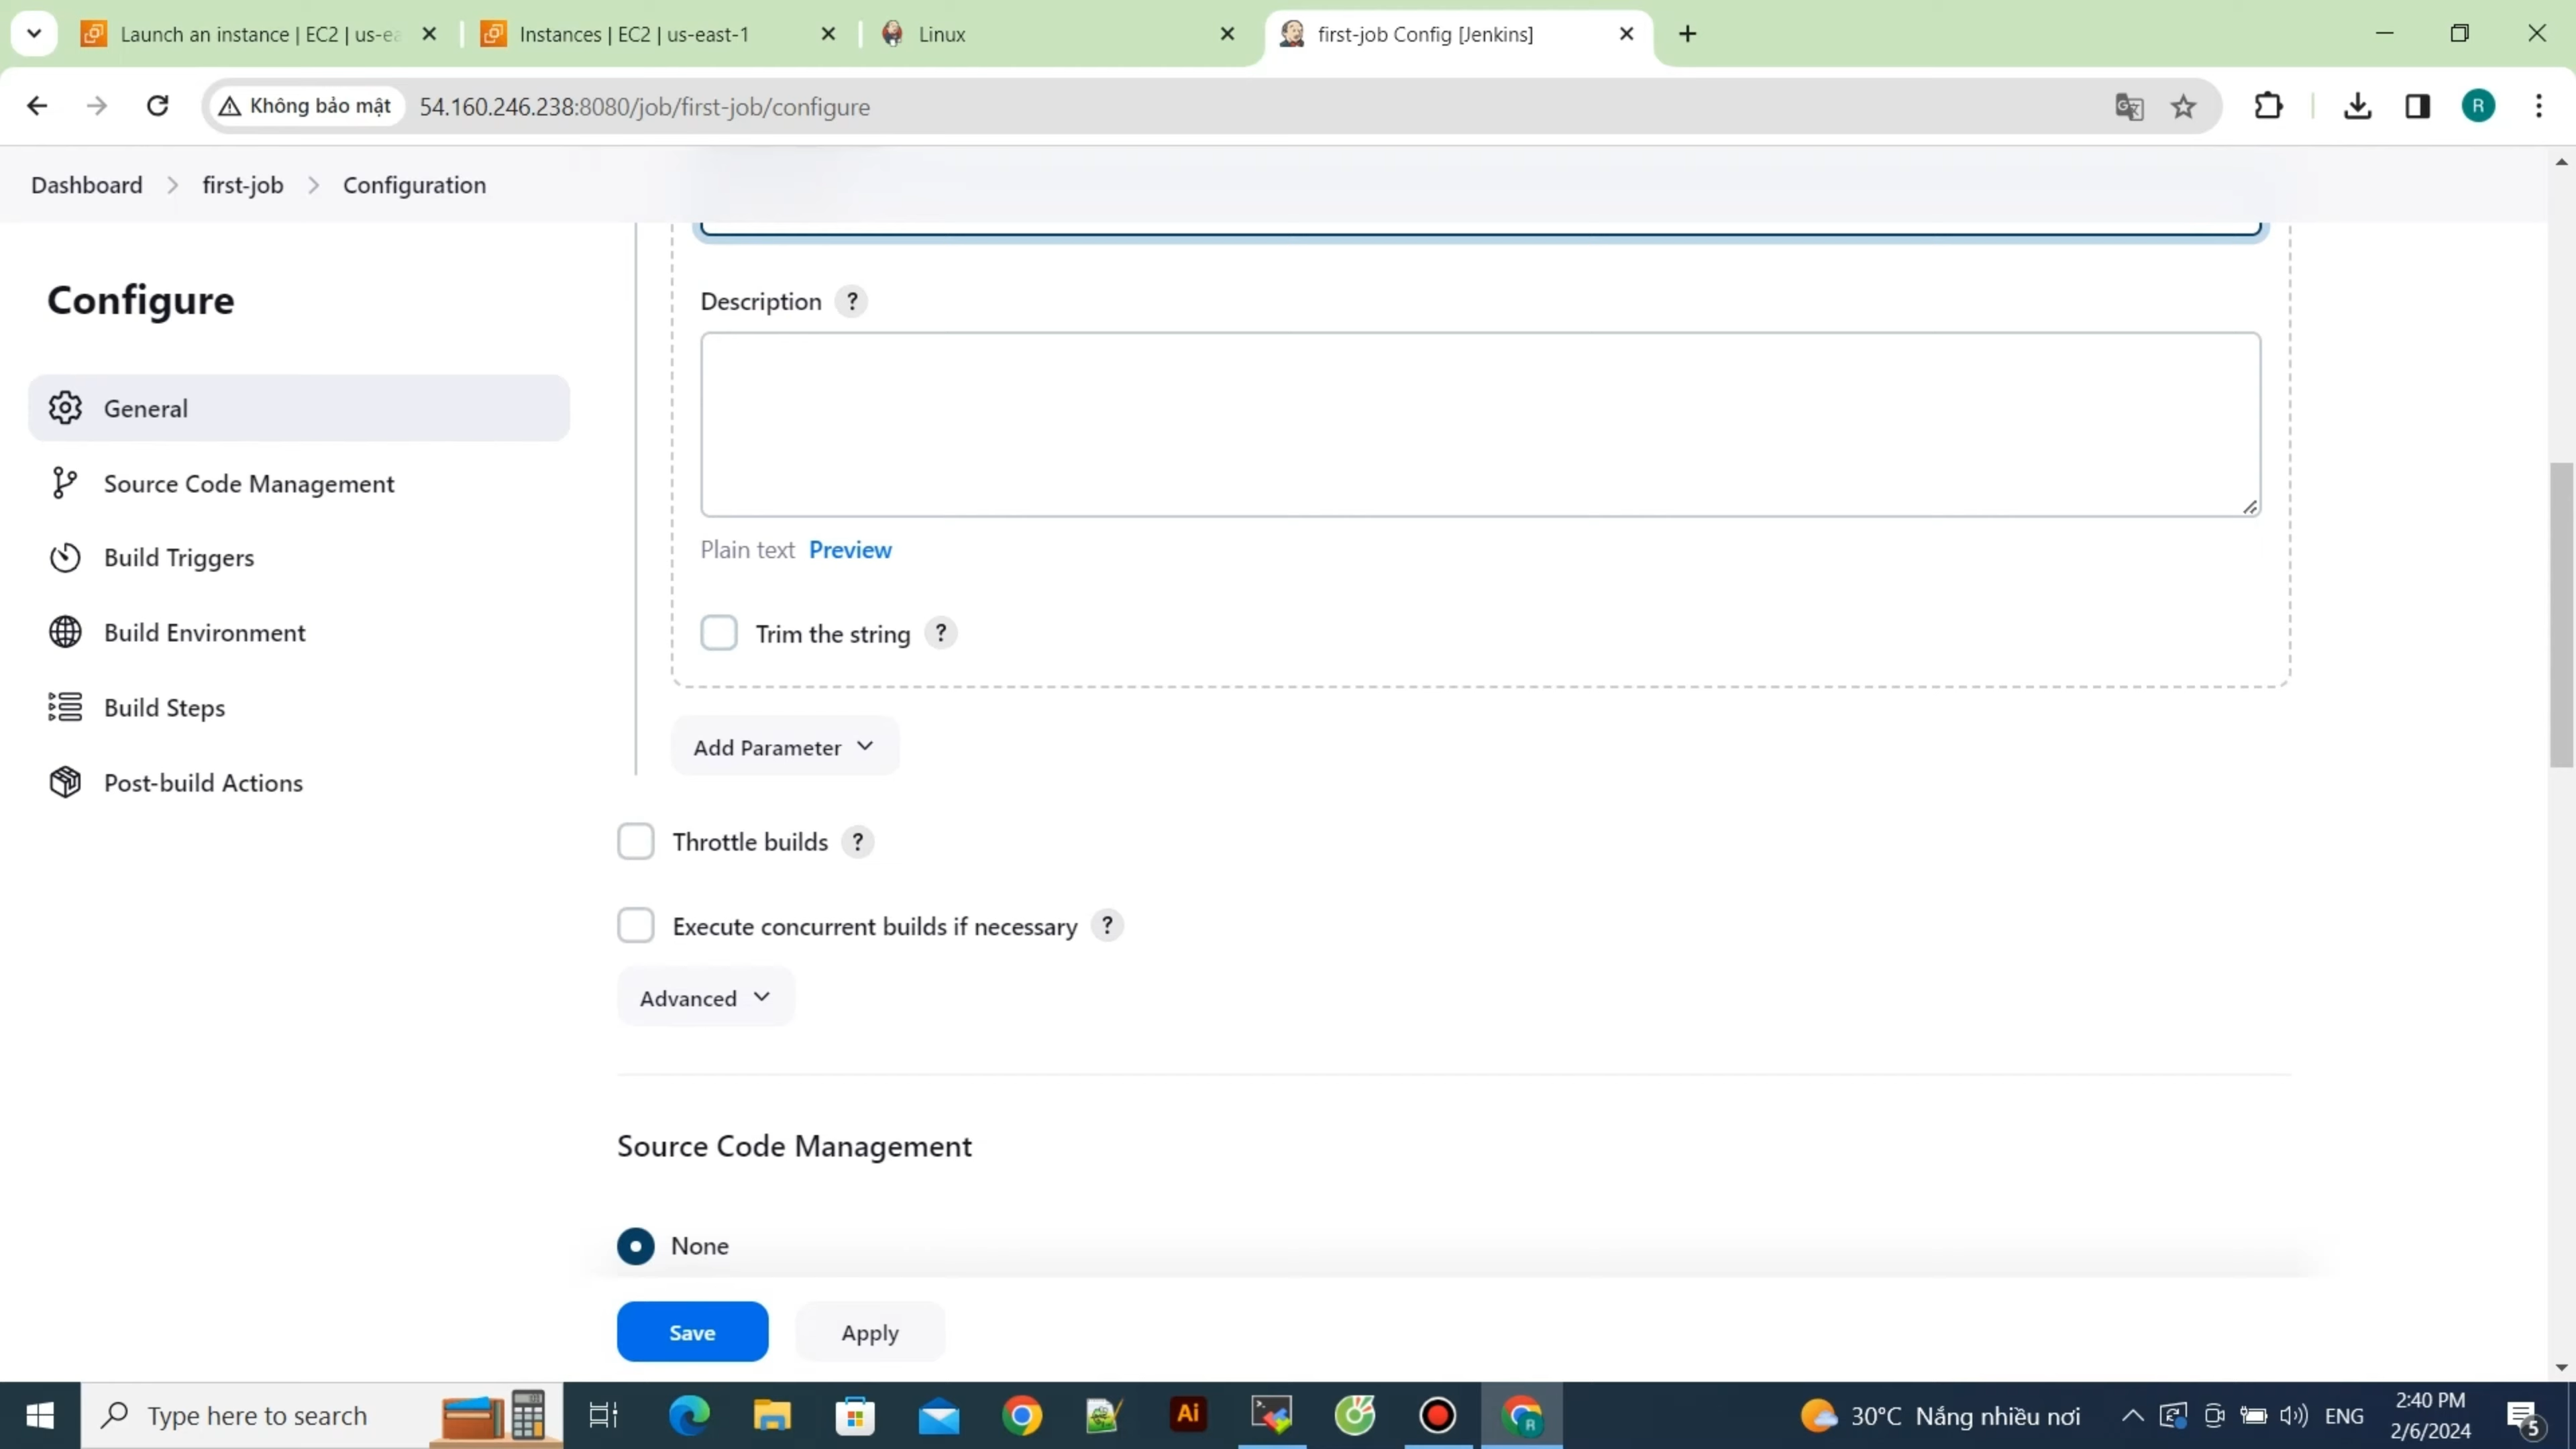 Launch an instance | EC2 | us-ea
Instances | EC2 | us-east-1
Linux
first-job Config [Jenkins]
Không bảo mật
54.160.246.238:8080/job/first-job/configure
R
Dashboard
first-job
Configuration
Configure
General
Source Code Management
Build Triggers
Build Environment
Build Steps
Post-build Actions
Description ?
Plain text Preview
Trim the string ?
Add Parameter
Throttle builds ?
Execute concurrent builds if necessary ?
Advanced
Source Code Management
None
Save
Apply
Type here to search
Ai
R
30°C Nắng nhiều nơi
ENG
2:40 PM
2/6/2024
5